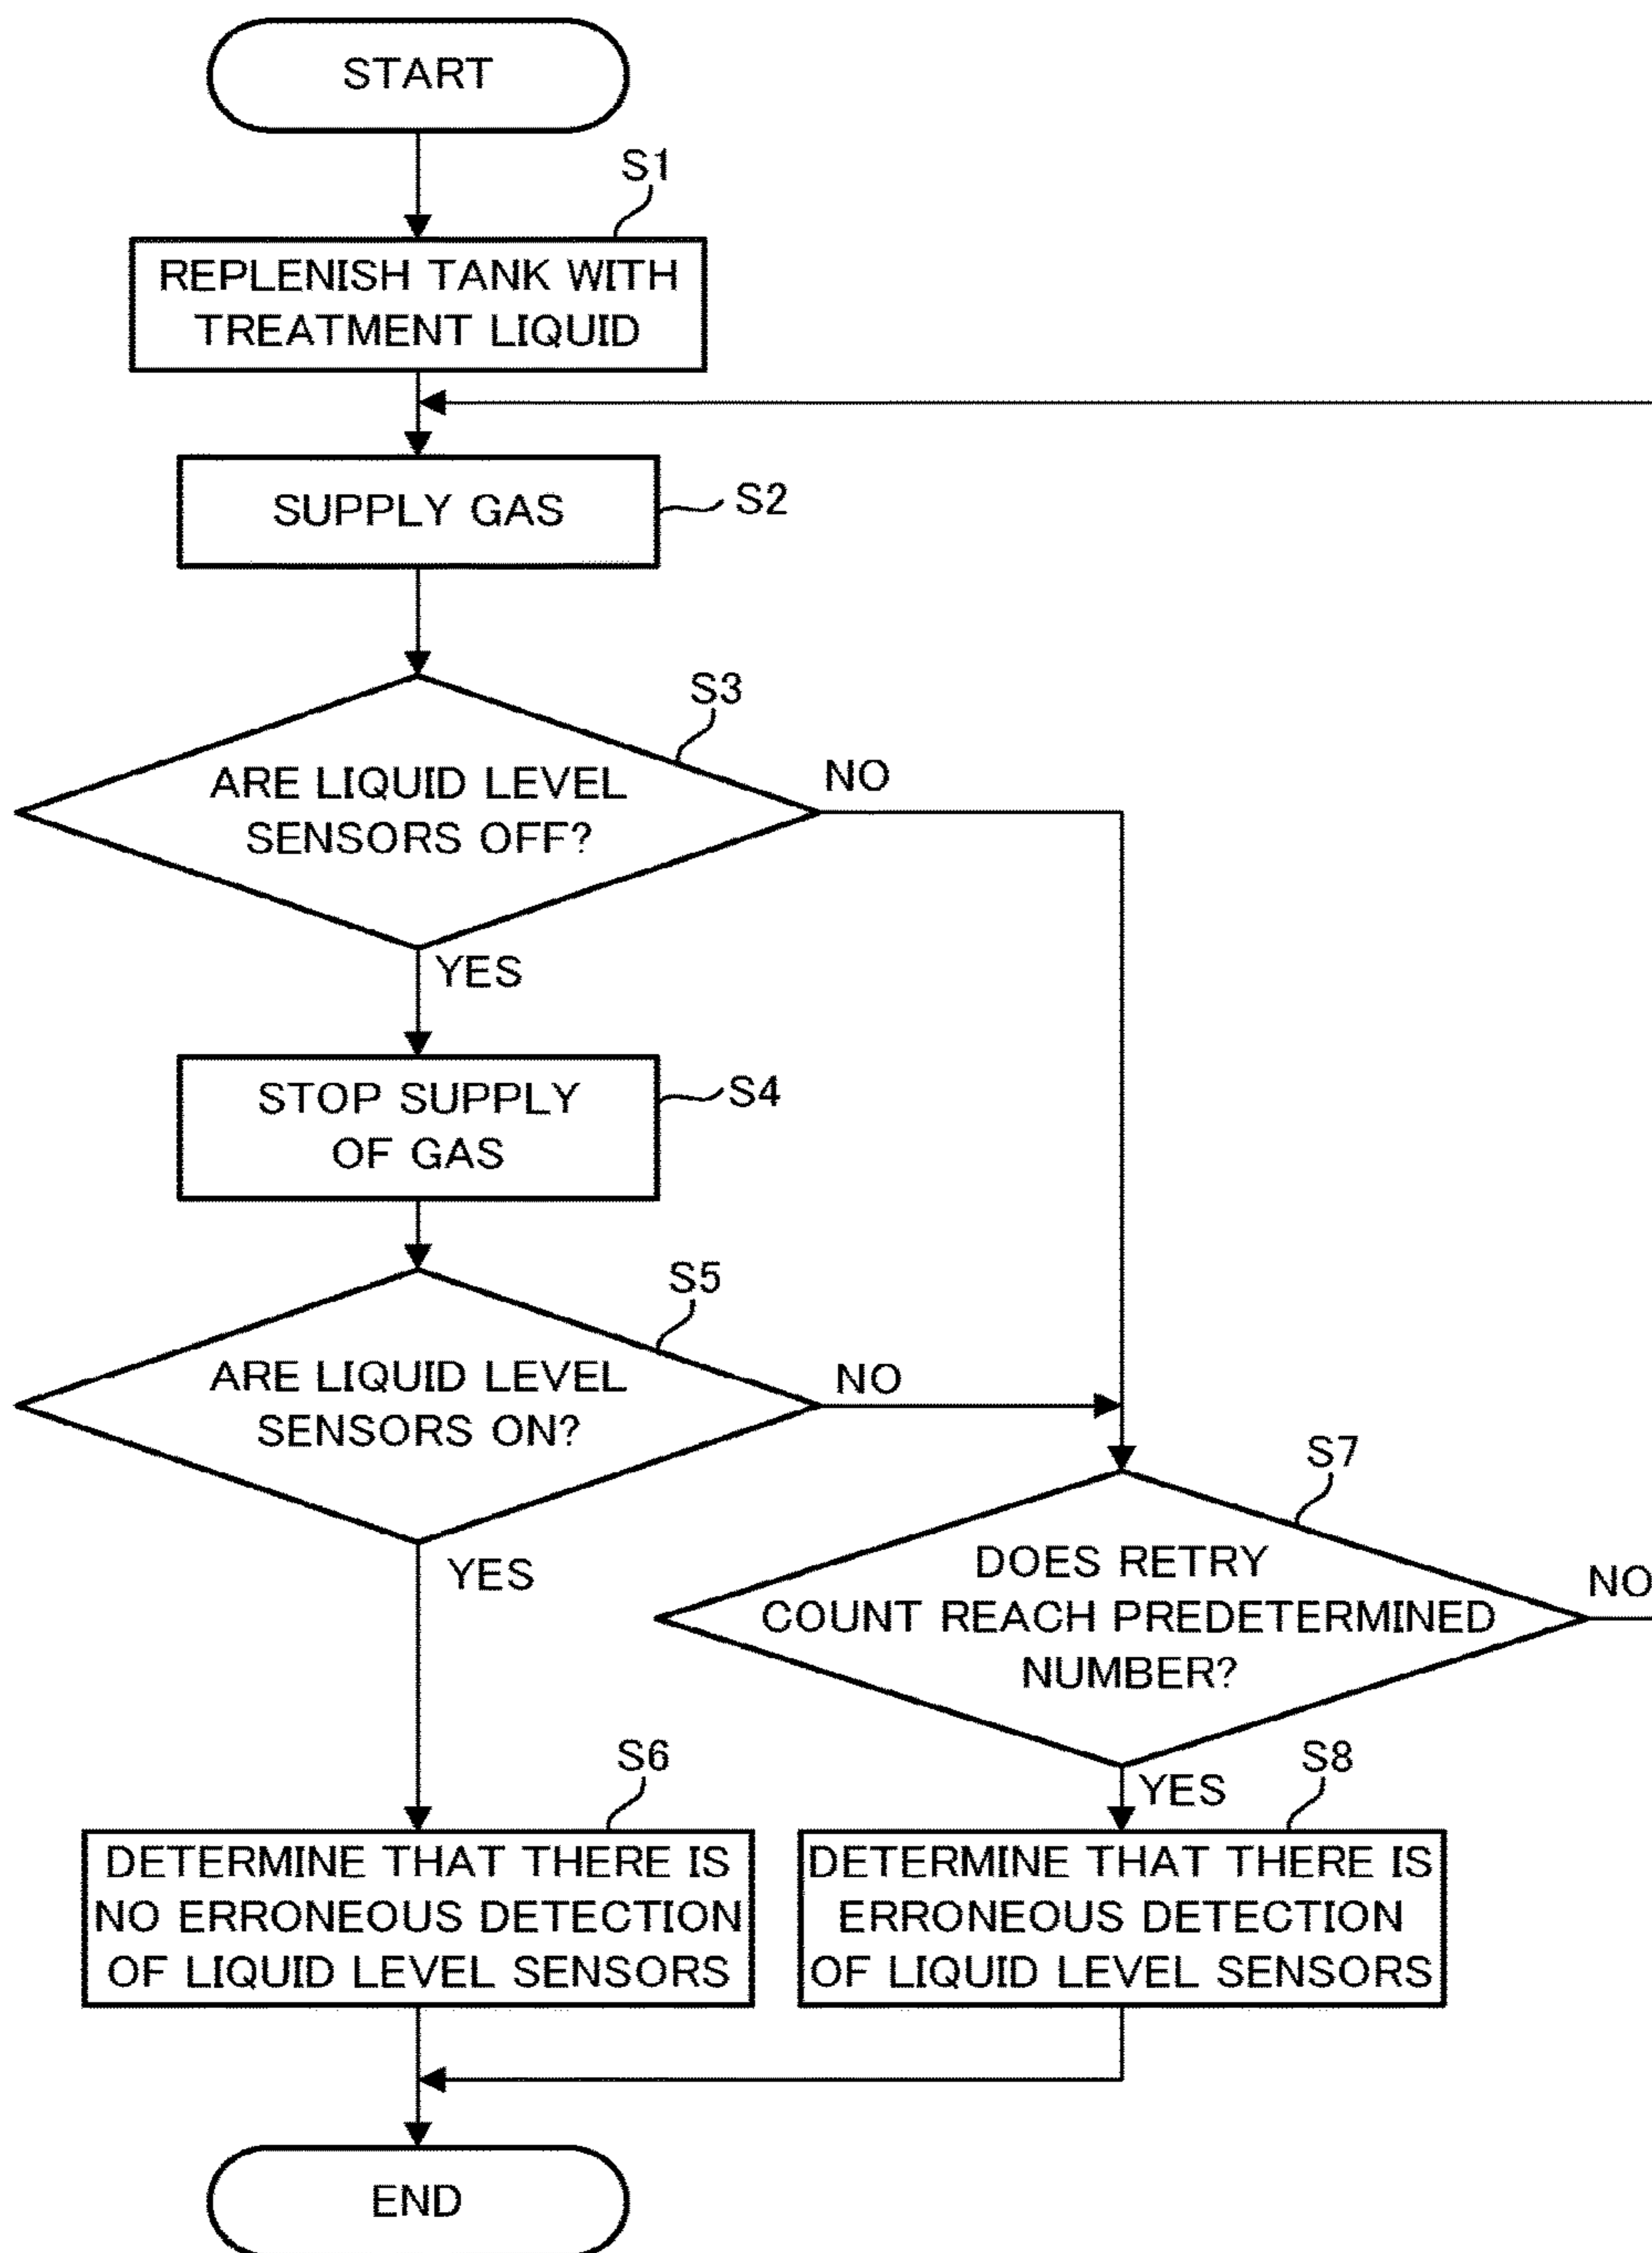 START
S1
REPLENISH TANK WITH
TREATMENT LIQUID
SUPPLY GAS
S2
S3
ARE LIQUID LEVEL
SENSORS OFF?
NO
YES
STOP SUPPLY
OF GAS
S4
S5
ARE LIQUID LEVEL
SENSORS ON?
NO
YES
S7
DOES RETRY
COUNT REACH PREDETERMINED
NUMBER?
NO
YES
S6
DETERMINE THAT THERE IS
NO ERRONEOUS DETECTION
OF LIQUID LEVEL SENSORS
S8
DETERMINE THAT THERE IS
ERRONEOUS DETECTION
OF LIQUID LEVEL SENSORS
END